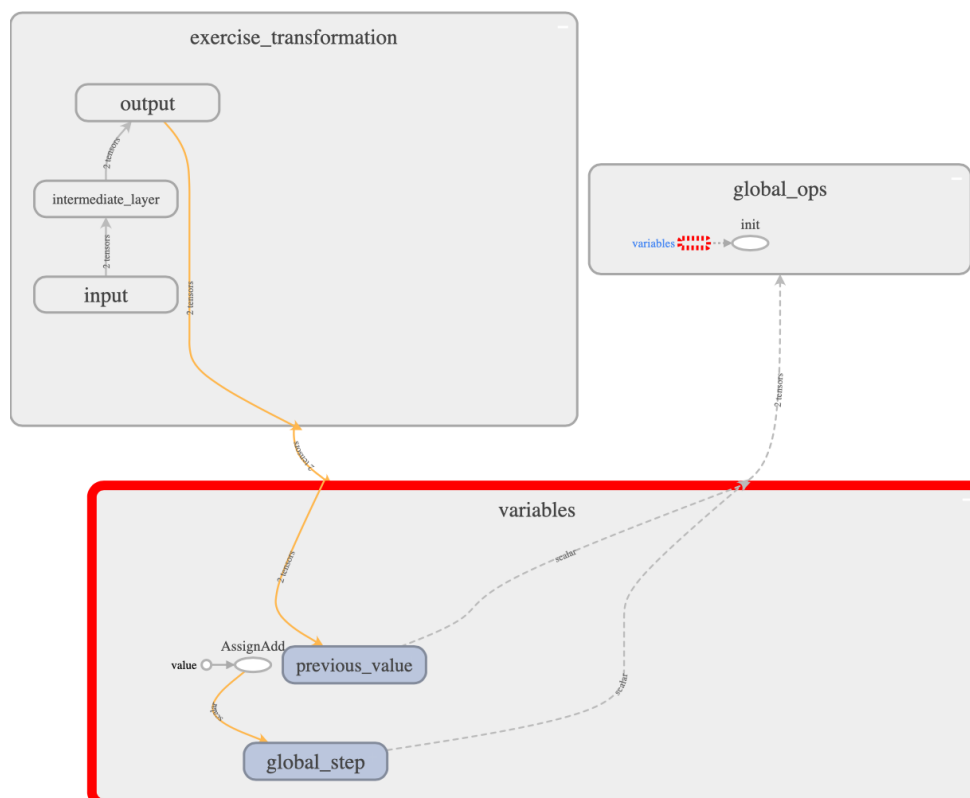 exercise_transformation
output
2 tensors
intermediate_layer
2 tensors
input
2 tensors
2 tensors
global_ops
init
variables
2 tensors
variables
scalar
2 tensors
AssignAdd
value
previous_value
scalar
scalar
global_step